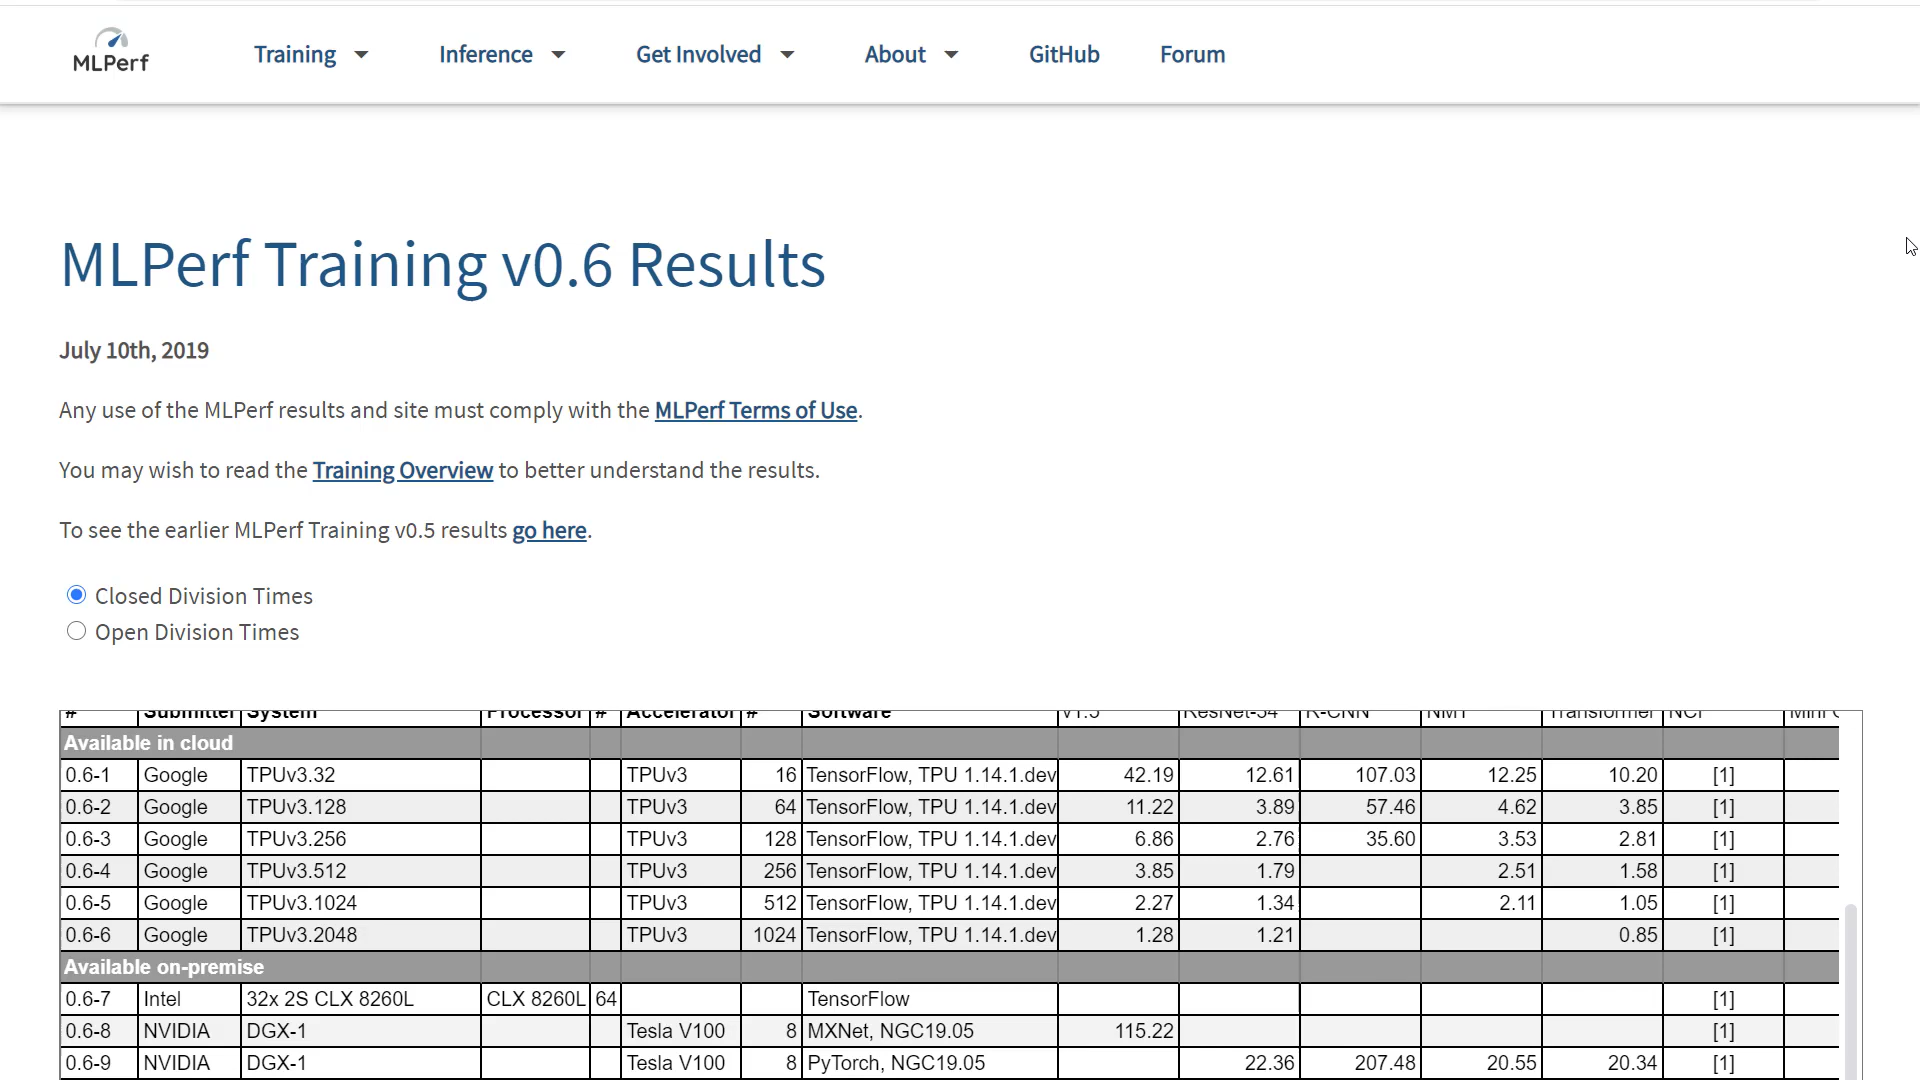 MLPerf Training Inference Get Involved About GitHub Forum
MLPerf Training v0.6 Results
July 10th, 2019
Any use of the MLPerf results and site must comply with the MLPerf Terms of Use.
You may wish to read the Training Overview to better understand the results.
To see the earlier MLPerf Training v0.5 results go here.
Closed Division Times
Open Division Times
# Submitter System Processor # Accelerator # Software v1.5 ResNet-34 R-CNN NMT Transformer NCF
Available in cloud
0.6-1 Google TPUv3.32 TPUv3 16 TensorFlow, TPU 1.14.1.dev 42.19 12.61 107.03 12.25 10.20 [1]
0.6-2 Google TPUv3.128 TPUv3 64 TensorFlow, TPU 1.14.1.dev 11.22 3.89 57.46 4.62 3.85 [1]
0.6-3 Google TPUv3.256 TPUv3 128 TensorFlow, TPU 1.14.1.dev 6.86 2.76 35.60 3.53 2.81 [1]
0.6-4 Google TPUv3.512 TPUv3 256 TensorFlow, TPU 1.14.1.dev 3.85 1.79 2.51 1.58 [1]
0.6-5 Google TPUv3.1024 TPUv3 512 TensorFlow, TPU 1.14.1.dev 2.27 1.34 2.11 1.05 [1]
0.6-6 Google TPUv3.2048 TPUv3 1024 TensorFlow, TPU 1.14.1.dev 1.28 1.21 0.85 [1]
Available on-premise
0.6-7 Intel 32x 2S CLX 8260L CLX 8260L 64 TensorFlow [1]
0.6-8 NVIDIA DGX-1 Tesla V100 8 MXNet, NGC19.05 115.22 [1]
0.6-9 NVIDIA DGX-1 Tesla V100 8 PyTorch, NGC19.05 22.36 207.48 20.55 20.34 [1]